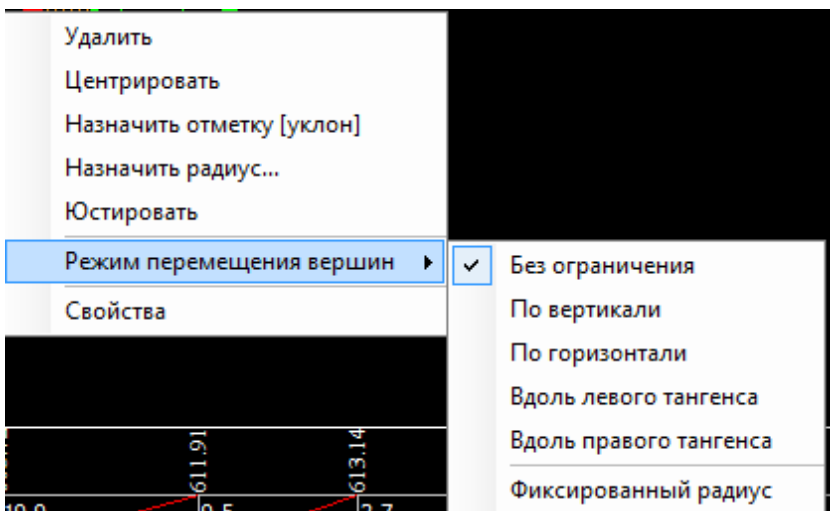 Удалить
Центрировать
Назначить отметку [уклон]
Назначить радиус...
Юстировать
Режим перемещения вершин
Свойства
Без ограничения
По вертикали
По горизонтали
Вдоль левого тангенса
Вдоль правого тангенса
Фиксированный радиус
611.91
613.14